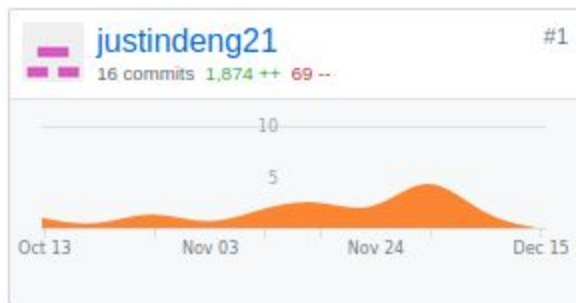 justindeng21
#1
16 commits 1,874 ++ 69 --
10
5
Oct 13 Nov 03 Nov 24 Dec 15